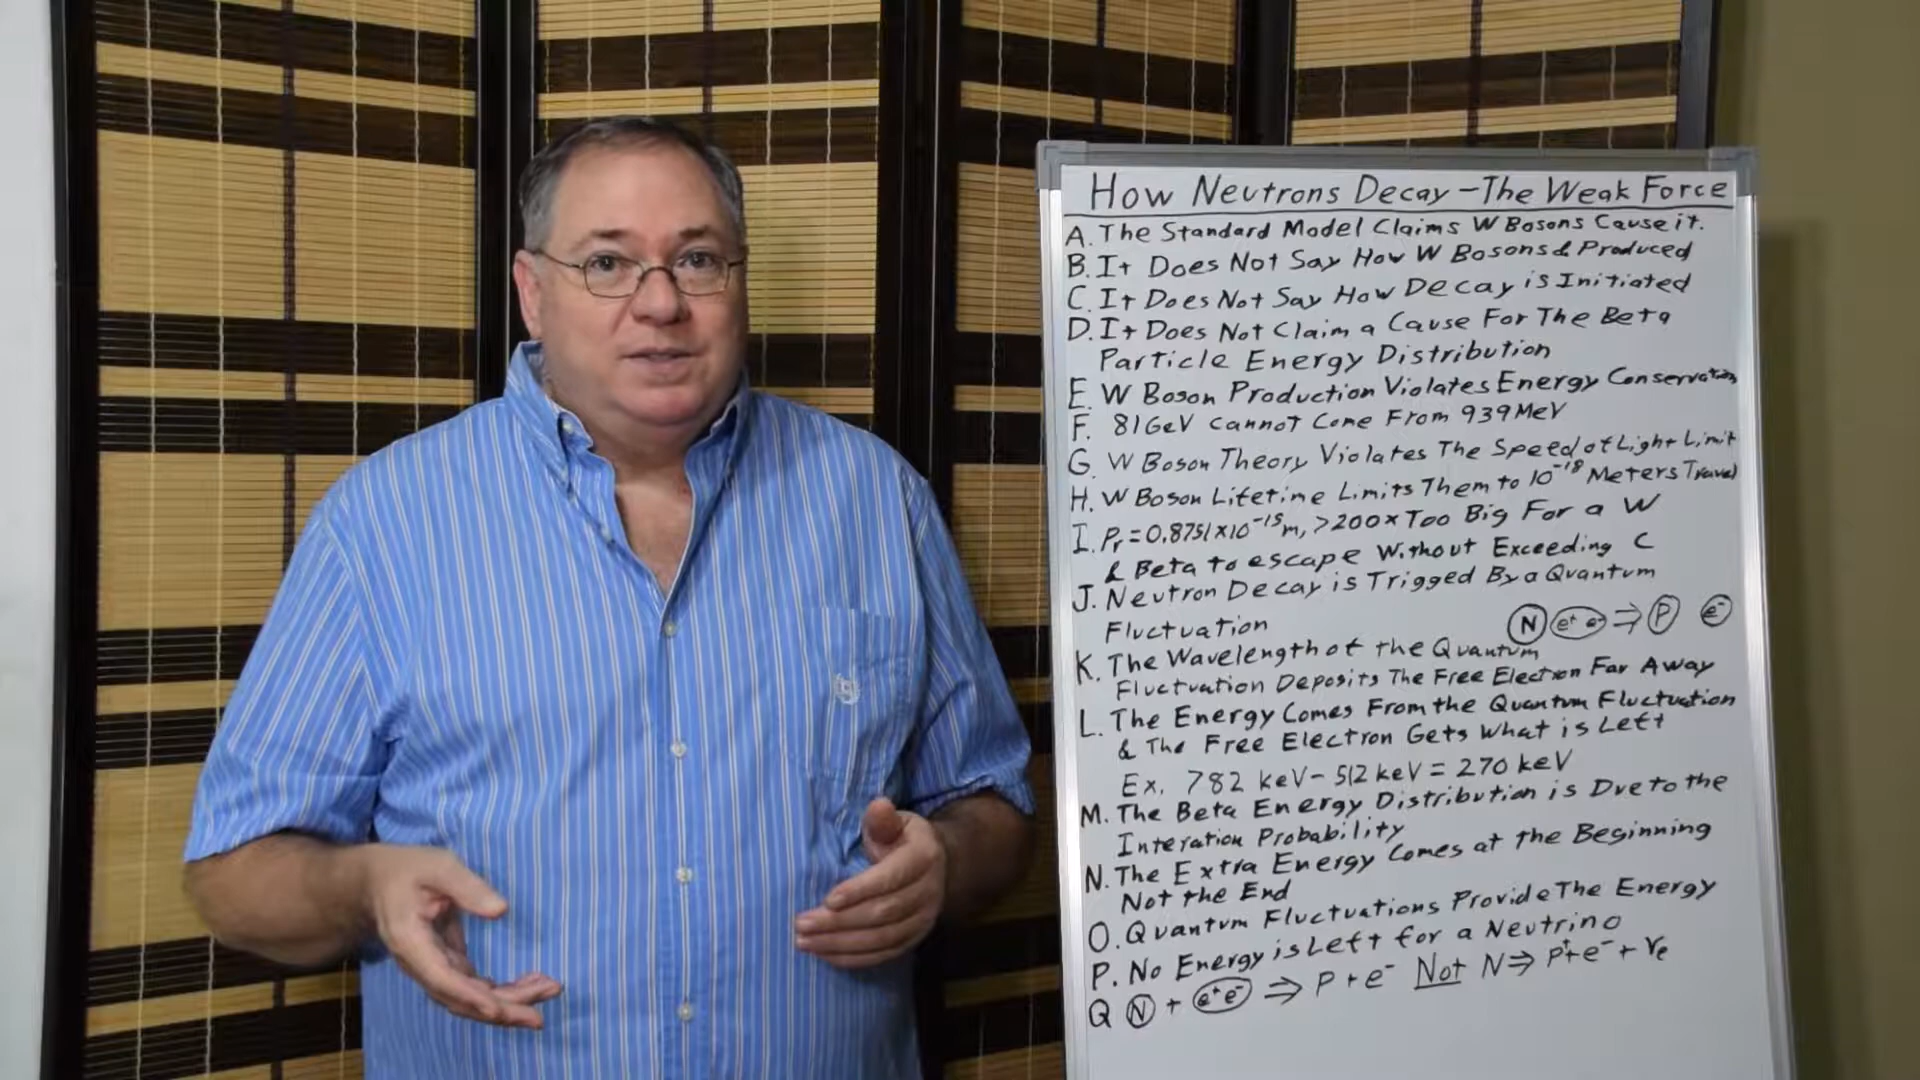 How Neutrons Decay - The Weak Force
A. The Standard Model Claims W Bosons Cause it.
B. It Does Not Say How W Bosons & Produced
C. It Does Not Say How Decay is Initiated
D. It Does Not Claim a Cause For The Beta
Particle Energy Distribution
E. W Boson Production Violates Energy Conservation
F. 81 GeV cannot Come From 939 MeV
G. W Boson Theory Violates The Speed of Light Limit
H. W Boson Lifetime Limits Them to 10⁻¹⁸ Meters Travel
I. Pr = 0.8751 x 10⁻¹⁵ m, >200x Too Big For a W
& Beta to escape Without Exceeding C
J. Neutron Decay is Trigged By a Quantum
Fluctuation
N e⁺ e⁻ ⇒ P e⁻
K. The Wavelength of the Quantum
Fluctuation Deposits The Free Electron Far Away
L. The Energy Comes From the Quantum Fluctuation
& The Free Electron Gets What is Left
Ex. 782 keV - 512 keV = 270 keV
M. The Beta Energy Distribution is Due to the
Interation Probability
N. The Extra Energy Comes at the Beginning
Not the End
O. Quantum Fluctuations Provide The Energy
P. No Energy is Left for a Neutrino
Q N + e⁺ e⁻ ⇒ P + e⁻ Not N ⇒ P⁺ + e⁻ + νe